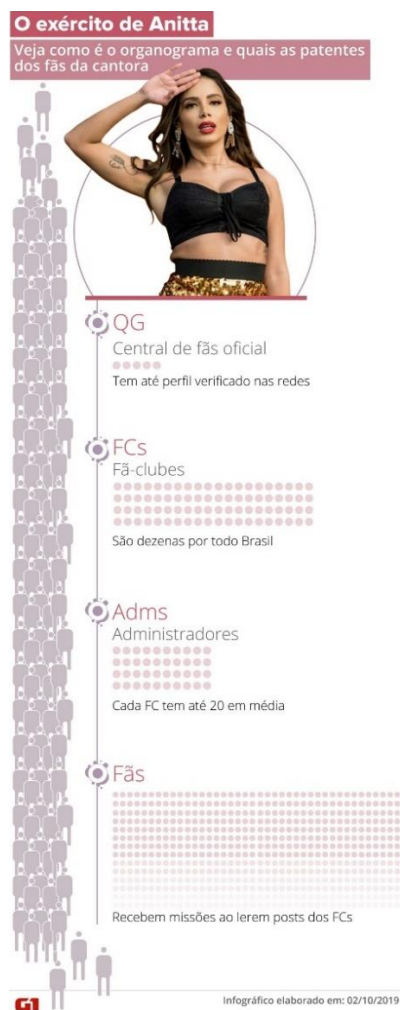 O exército de Anitta
Veja como é o organograma e quais as patentes
dos fãs da cantora
QG
Central de fãs oficial
Tem até perfil verificado nas redes
FCs
Fã-clubes
São dezenas por todo Brasil
Adms
Administradores
Cada FC tem até 20 em média
Fãs
Recebem missões ao lerem posts dos FCs
G1
Infográfico elaborado em: 02/10/2019